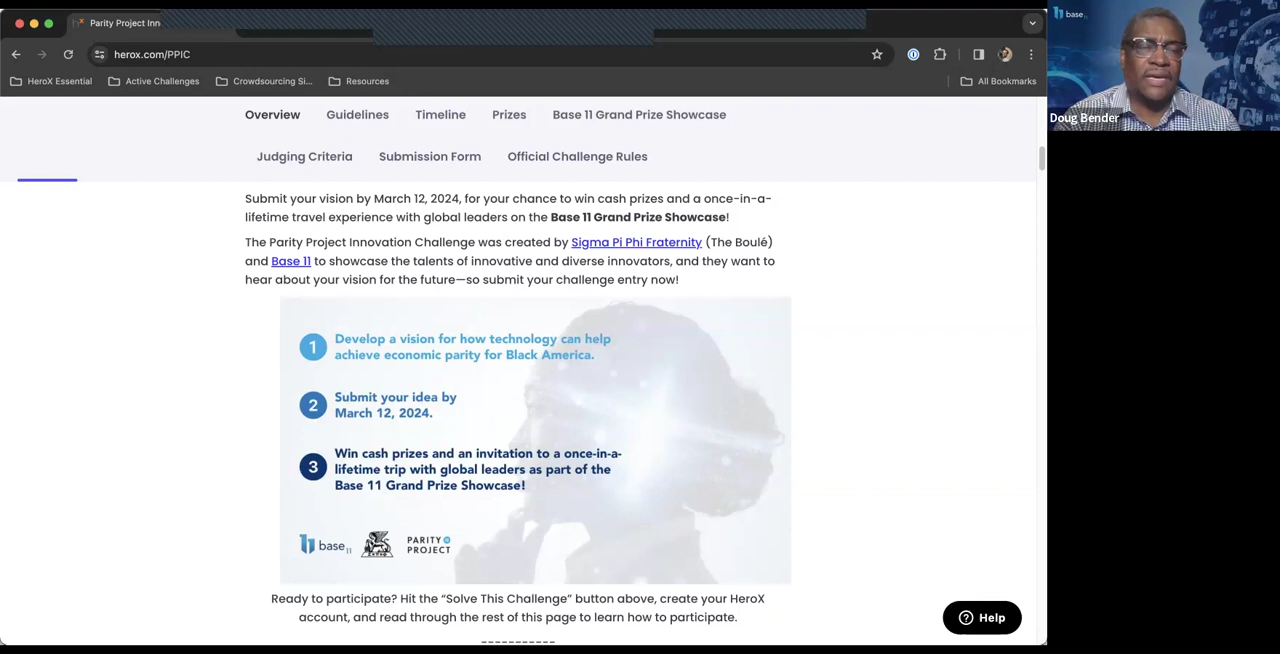 Parity Project Inn
herox.com/PPIC
HeroX Essential
Active Challenges
Crowdsourcing Si...
Resources
All Bookmarks
base 11
Doug Bender
Overview
Guidelines
Timeline
Prizes
Base 11 Grand Prize Showcase
Judging Criteria
Submission Form
Official Challenge Rules
Submit your vision by March 12, 2024, for your chance to win cash prizes and a once-in-a-
lifetime travel experience with global leaders on the Base 11 Grand Prize Showcase!
The Parity Project Innovation Challenge was created by Sigma Pi Phi Fraternity (The Boulé)
and Base 11 to showcase the talents of innovative and diverse innovators, and they want to
hear about your vision for the future—so submit your challenge entry now!
1
Develop a vision for how technology can help
achieve economic parity for Black America.
2
Submit your idea by
March 12, 2024.
3
Win cash prizes and an invitation to a once-in-a-
lifetime trip with global leaders as part of the
Base 11 Grand Prize Showcase!
base 11
PARITY
PROJECT
Ready to participate? Hit the “Solve This Challenge” button above, create your HeroX
account, and read through the rest of this page to learn how to participate.
-----------
Help